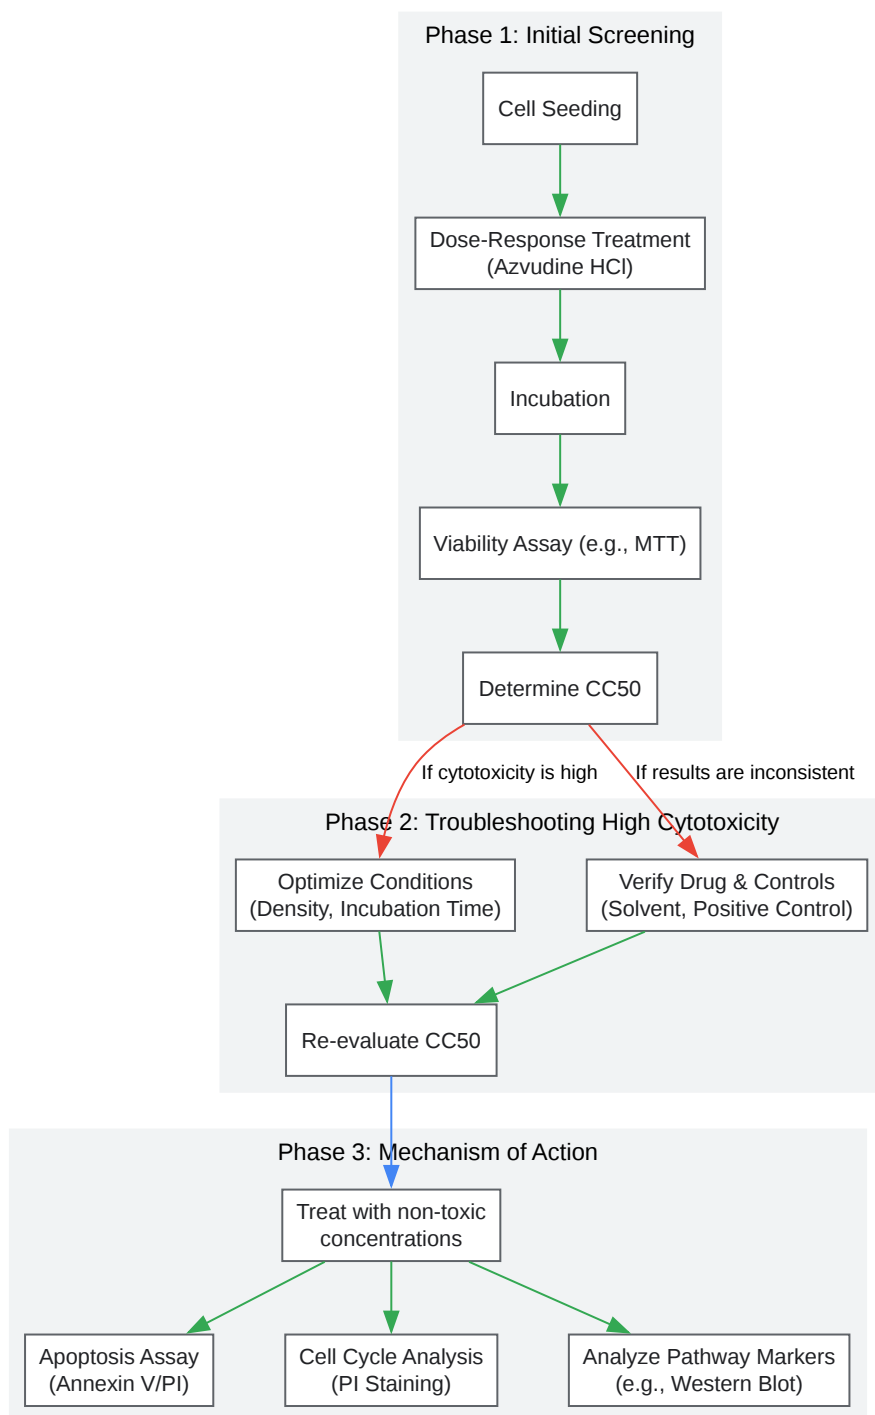 Phase 1: Initial Screening
Cell Seeding
Dose-Response Treatment
(Azvudine HCl)
Incubation
Viability Assay (e.g., MTT)
Determine CC50
If cytotoxicity is high
If results are inconsistent
Phase 2: Troubleshooting High Cytotoxicity
Optimize Conditions
(Density, Incubation Time)
Verify Drug & Controls
(Solvent, Positive Control)
Re-evaluate CC50
Phase 3: Mechanism of Action
Treat with non-toxic
concentrations
Apoptosis Assay
(Annexin V/PI)
Cell Cycle Analysis
(PI Staining)
Analyze Pathway Markers
(e.g., Western Blot)